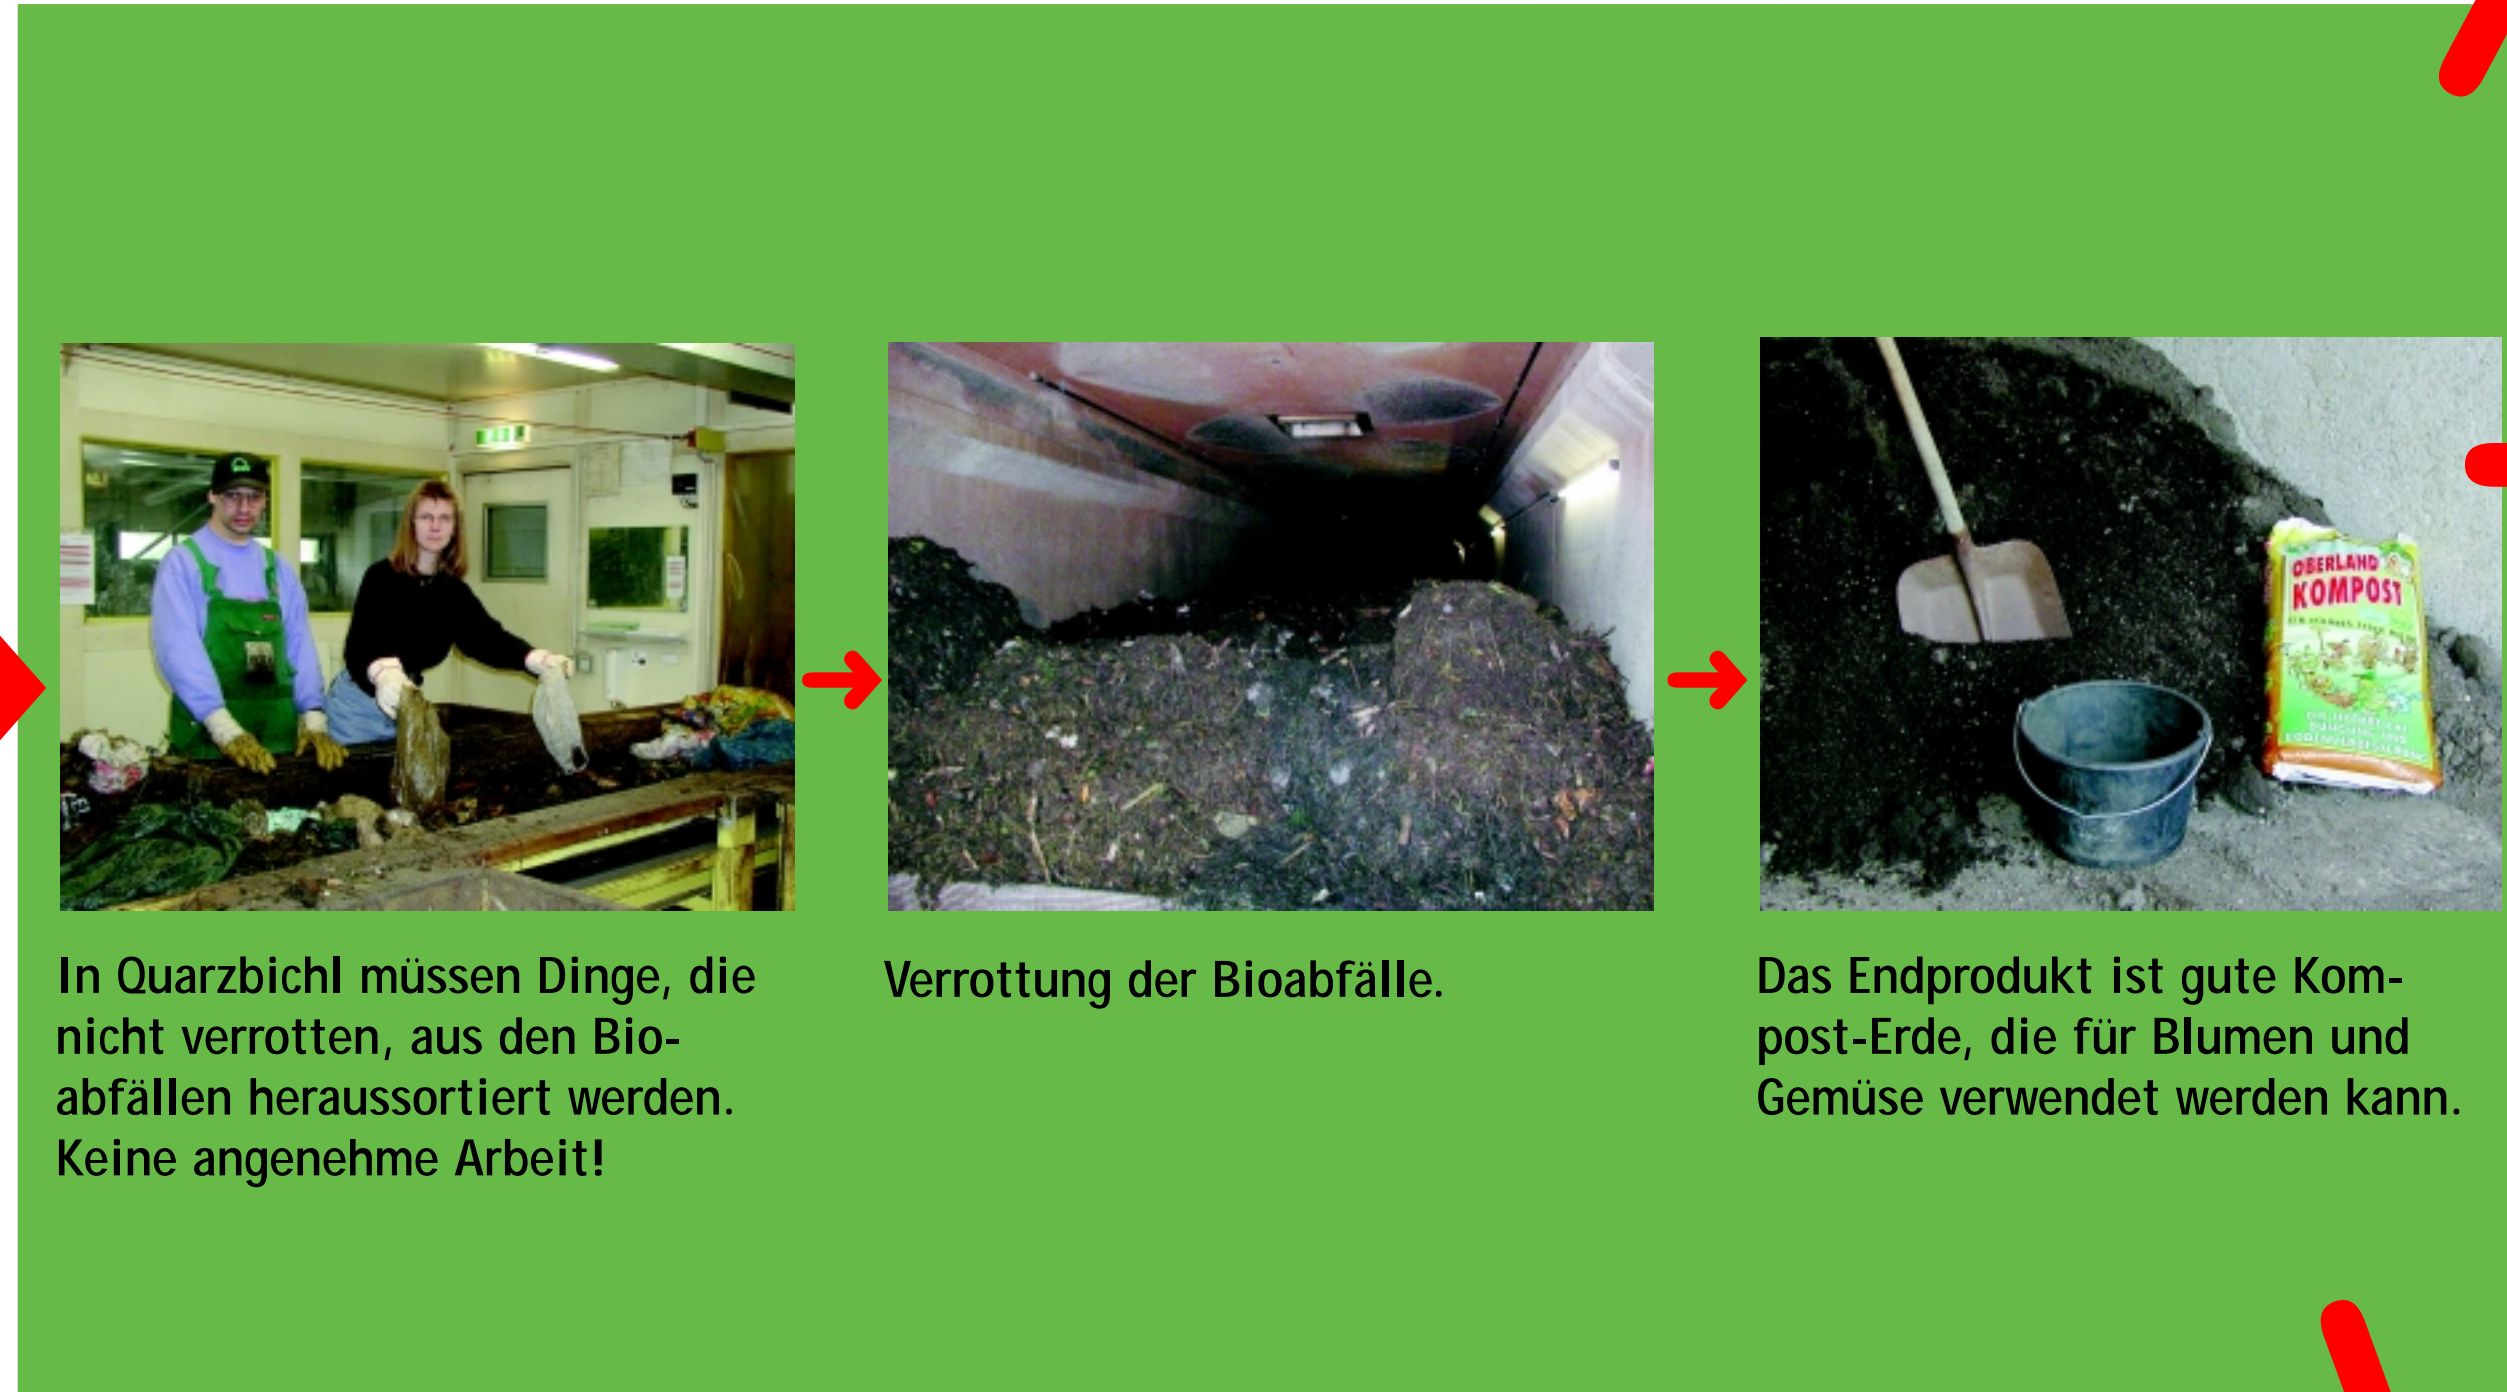 In Quarzbichl müssen Dinge, die
nicht verrotten, aus den Bio-
abfällen heraussortiert werden.
Keine angenehme Arbeit!
Verrottung der Bioabfälle.
OBERLAND
KOMPOST
Das Endprodukt ist gute Kom-
post-Erde, die für Blumen und
Gemüse verwendet werden kann.